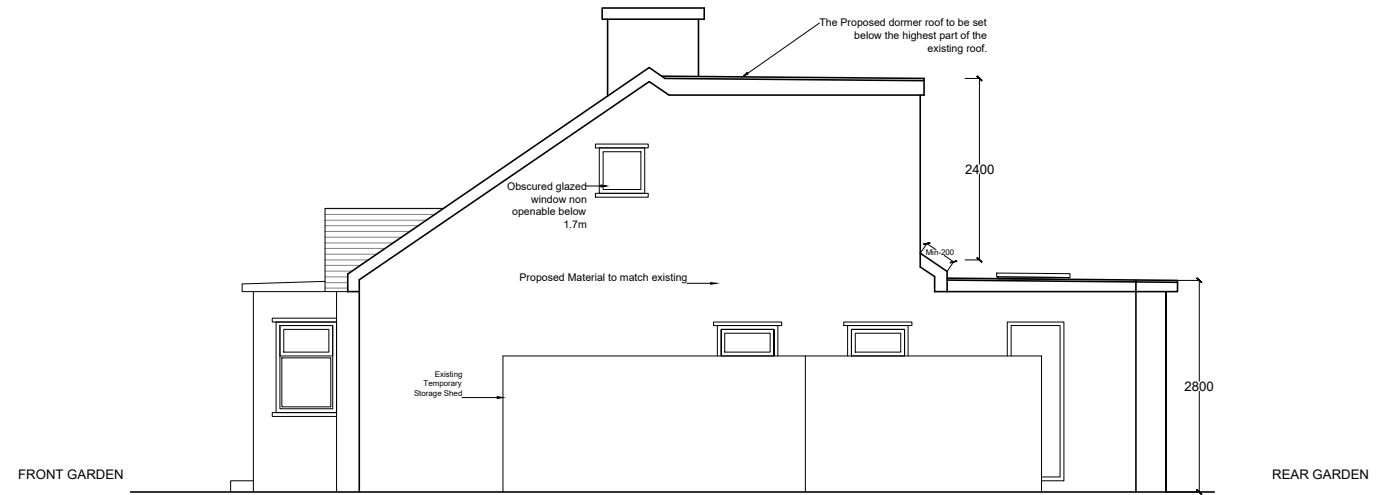 The Proposed dormer roof to be set
below the highest part of the
existing roof.
2400
Obscured glazed
window non
openable below
1.7m
Min-200
Proposed Material to match existing
Existing
Temporary
Storage Shed
2800
FRONT GARDEN
REAR GARDEN